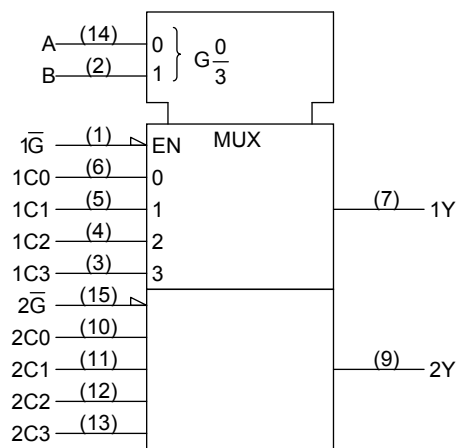 A (14) 0 } G 0/3
B (2) 1
1G̅ (1) EN MUX
1C0 (6) 0
1C1 (5) 1 (7) 1Y
1C2 (4) 2
1C3 (3) 3
2G̅ (15)
2C0 (10)
2C1 (11) (9) 2Y
2C2 (12)
2C3 (13)